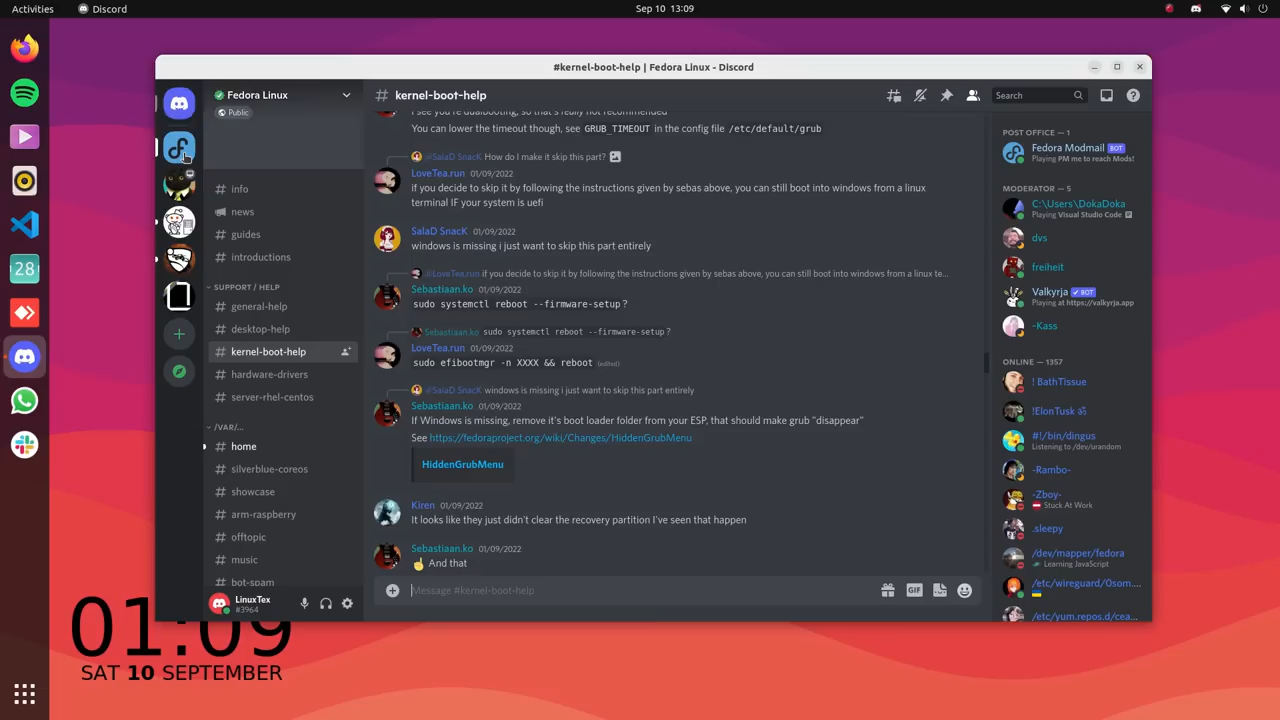 Activities
Discord
Sep 10 13:09
#kernel-boot-help | Fedora Linux - Discord
Fedora Linux
Public
info
news
guides
introductions
SUPPORT / HELP
general-help
desktop-help
kernel-boot-help
hardware-drivers
server-rhel-centos
/VAR/...
home
silverblue-coreos
showcase
arm-raspberry
offtopic
music
bot-spam
LinuxTex
#3964
kernel-boot-help
Search
You can lower the timeout though, see GRUB_TIMEOUT in the config file /etc/default/grub
@SalaD SnacK How do I make it skip this part?
LoveTea.run 01/09/2022
if you decide to skip it by following the instructions given by sebas above, you can still boot into windows from a linux
terminal IF your system is uefi
SalaD SnacK 01/09/2022
windows is missing i just want to skip this part entirely
@LoveTea.run if you decide to skip it by following the instructions given by sebas above, you can still boot into windows from a linux te...
Sebastiaan.ko 01/09/2022
sudo systemctl reboot --firmware-setup?
Sebastiaan.ko sudo systemctl reboot --firmware-setup?
LoveTea.run 01/09/2022
sudo efibootmgr -n XXXX && reboot (edited)
@SalaD SnacK windows is missing i just want to skip this part entirely
Sebastiaan.ko 01/09/2022
If Windows is missing, remove it's boot loader folder from your ESP, that should make grub "disappear"
See https://fedoraproject.org/wiki/Changes/HiddenGrubMenu
HiddenGrubMenu
Kiren 01/09/2022
It looks like they just didn't clear the recovery partition I've seen that happen
Sebastiaan.ko 01/09/2022
☝ And that
Message #kernel-boot-help
GIF
POST OFFICE — 1
Fedora Modmail BOT
Playing PM me to reach Mods!
MODERATOR — 5
C:\Users\DokaDoka
Playing Visual Studio Code
dvs
freiheit
Valkyrja ✓ BOT
Playing at https://valkyrja.app
-Kass
ONLINE — 1357
! BathTissue
!ElonTusk ॐ
#!/bin/dingus
Listening to /dev/urandom
-Rambo-
-Zboy-
Stuck At Work
.sleepy
/dev/mapper/fedora
Learning JavaScript
/etc/wireguard/0som....
/etc/yum.repos.d/cea...
28
01:09
SAT 10 SEPTEMBER